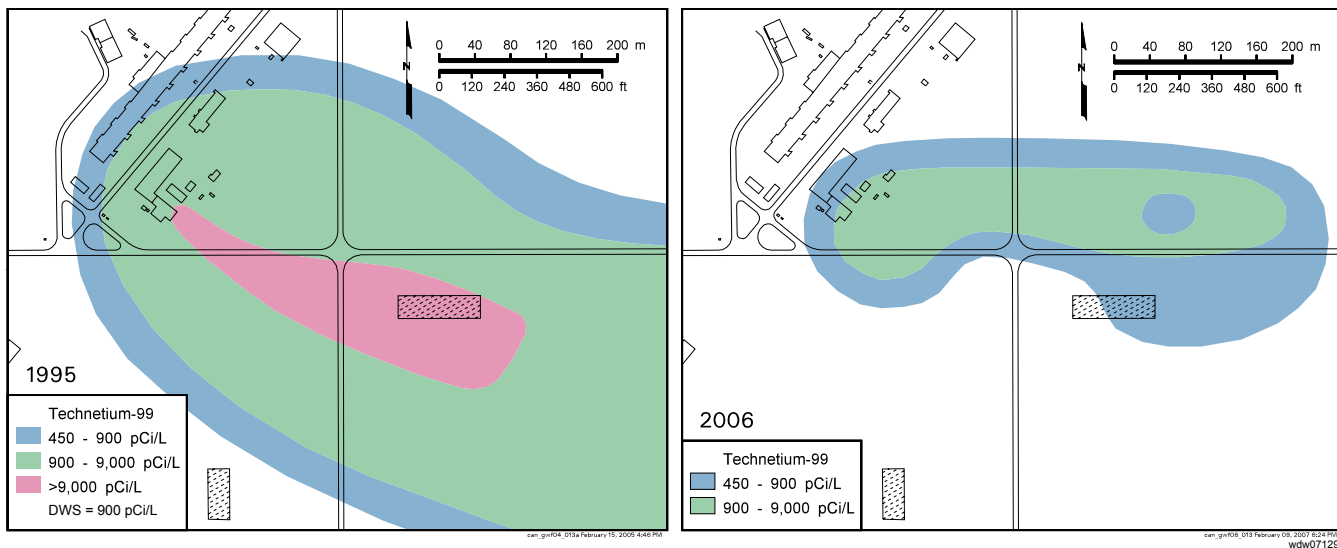 0 40 80 120 160 200 m
0 120 240 360 480 600 ft
N
1995
Technetium-99
450 - 900 pCi/L
900 - 9,000 pCi/L
>9,000 pCi/L
DWS = 900 pCi/L
can_gwf04_013a February 15, 2005 4:46 PM
0 40 80 120 160 200 m
0 120 240 360 480 600 ft
N
2006
Technetium-99
450 - 900 pCi/L
900 - 9,000 pCi/L
can_gwf06_013 February 09, 2007 6:24 PM
wdw07129